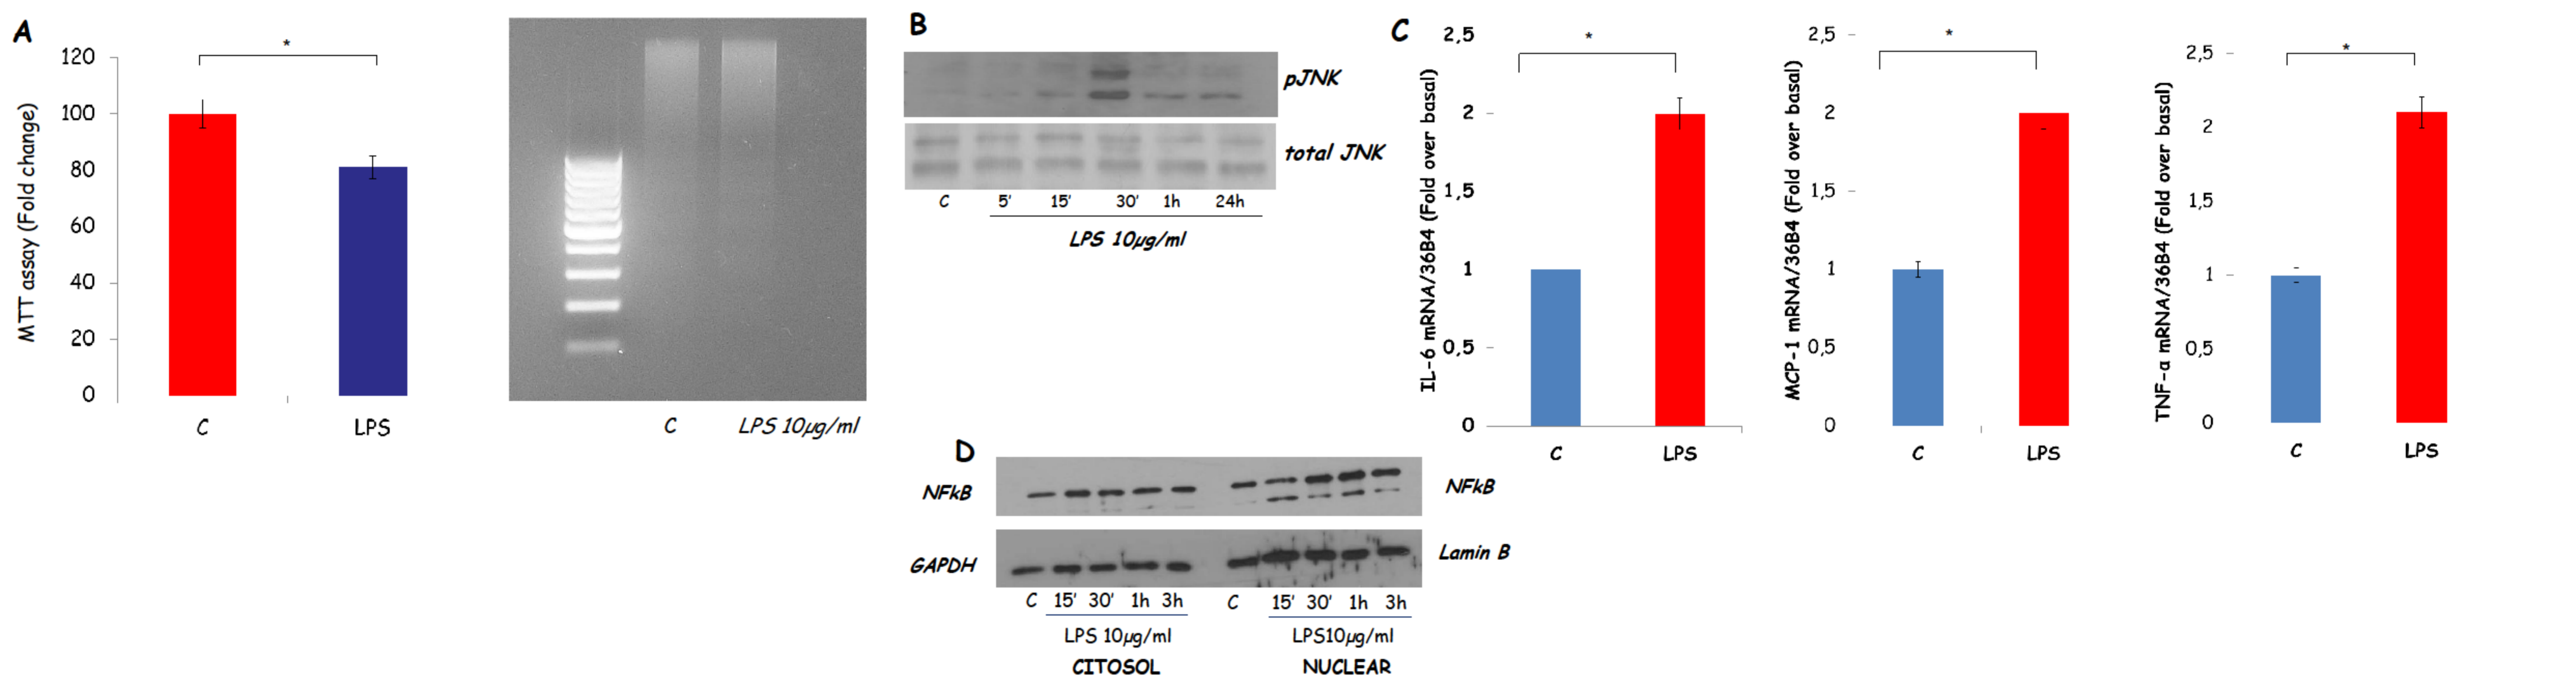 A
*
120
100
80
60
40
20
0
MTT assay (Fold change)
C
LPS
C
LPS 10µg/ml
B
pJNK
total JNK
C 5' 15' 30' 1h 24h
LPS 10µg/ml
C
*
2,5
2
1,5
1
0,5
0
IL-6 mRNA/36B4 (Fold over basal)
C
LPS
*
2,5
2
1,5
1
0,5
0
MCP-1 mRNA/36B4 (Fold over basal)
C
LPS
*
2,5
2
1,5
1
0,5
0
TNF-α mRNA/36B4 (Fold over basal)
C
LPS
D
NFkB
NFkB
GAPDH
Lamin B
C 15' 30' 1h 3h
C 15' 30' 1h 3h
LPS 10µg/ml
LPS10µg/ml
CITOSOL
NUCLEAR